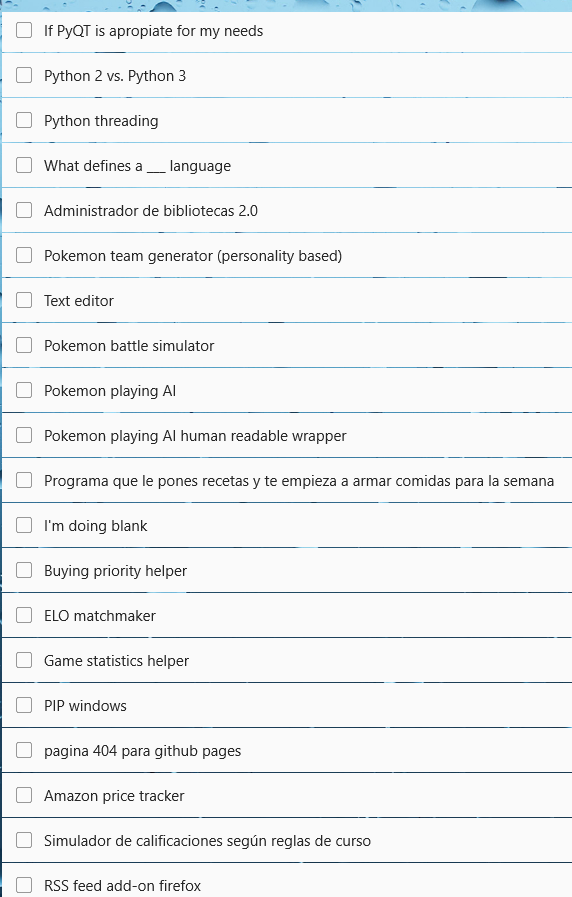 If PyQT is apropiate for my needs
Python 2 vs. Python 3
Python threading
What defines a ___ language
Administrador de bibliotecas 2.0
Pokemon team generator (personality based)
Text editor
Pokemon battle simulator
Pokemon playing AI
Pokemon playing AI human readable wrapper
Programa que le pones recetas y te empieza a armar comidas para la semana
I'm doing blank
Buying priority helper
ELO matchmaker
Game statistics helper
PIP windows
pagina 404 para github pages
Amazon price tracker
Simulador de calificaciones según reglas de curso
RSS feed add-on firefox